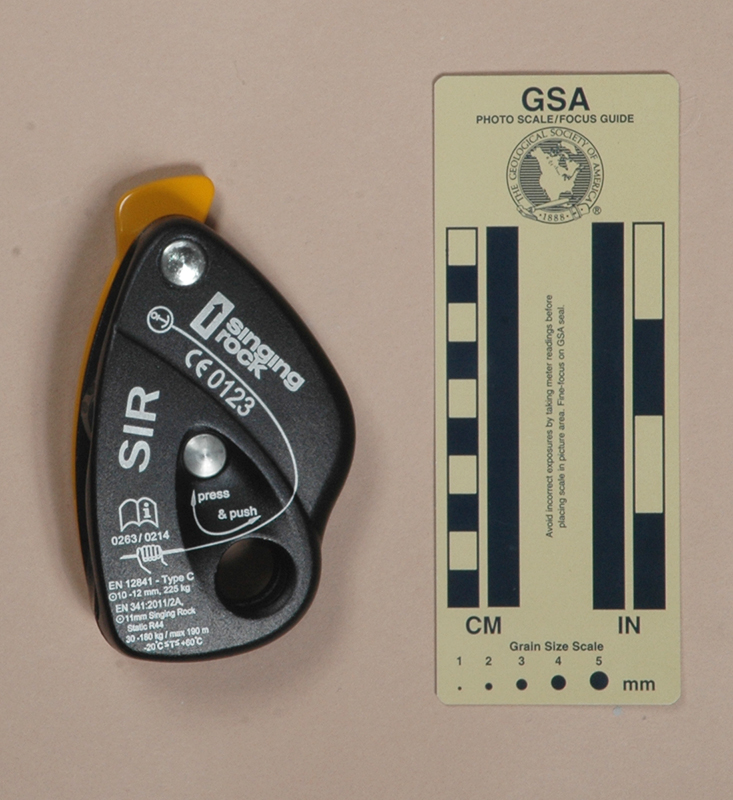 singing
rock
CE 0123
SIR
press
& push
0263/0214
EN 12841 - Type C
10-12 mm, 225 kg
EN 341:2011/2A
11mm Singing Rock
Static R44
30-180 kg / max 190 m
-20°C≤T≤+60°C
GSA
PHOTO SCALE/FOCUS GUIDE
THE GEOLOGICAL SOCIETY OF AMERICA
1888
®
Avoid incorrect exposures by taking meter readings before
placing scale in picture area. Fine-focus on GSA seal.
CM
IN
Grain Size Scale
1 2 3 4 5
mm